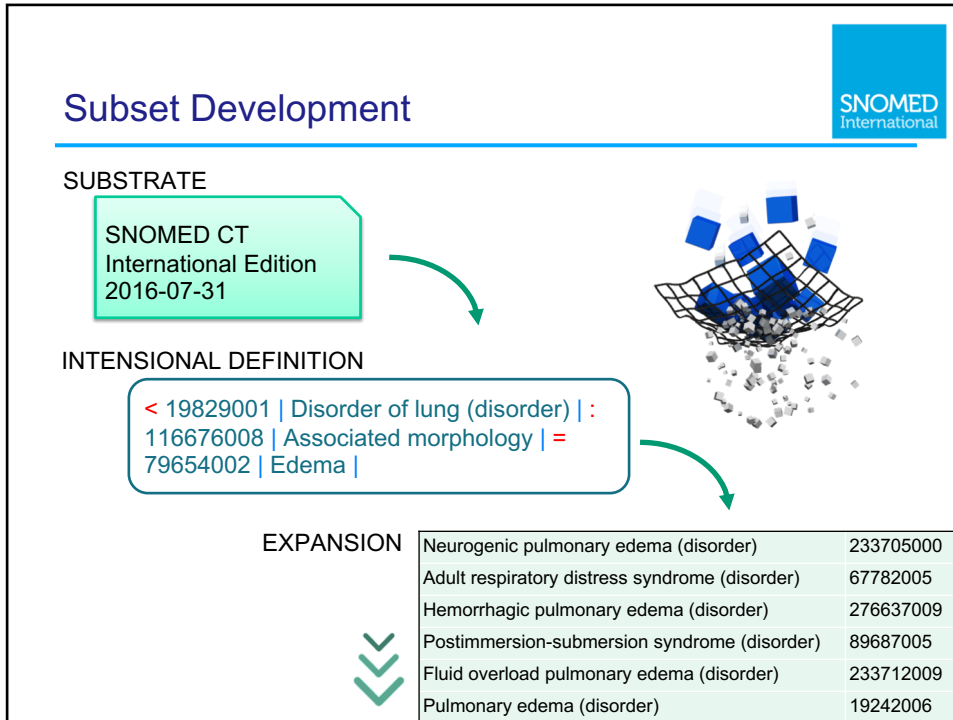 Subset Development
SNOMED
International
SUBSTRATE
SNOMED CT
International Edition
2016-07-31
INTENSIONAL DEFINITION
< 19829001 | Disorder of lung (disorder) | :
116676008 | Associated morphology | =
79654002 | Edema |
EXPANSION
Neurogenic pulmonary edema (disorder) 233705000
Adult respiratory distress syndrome (disorder) 67782005
Hemorrhagic pulmonary edema (disorder) 276637009
Postimmersion-submersion syndrome (disorder) 89687005
Fluid overload pulmonary edema (disorder) 233712009
Pulmonary edema (disorder) 19242006